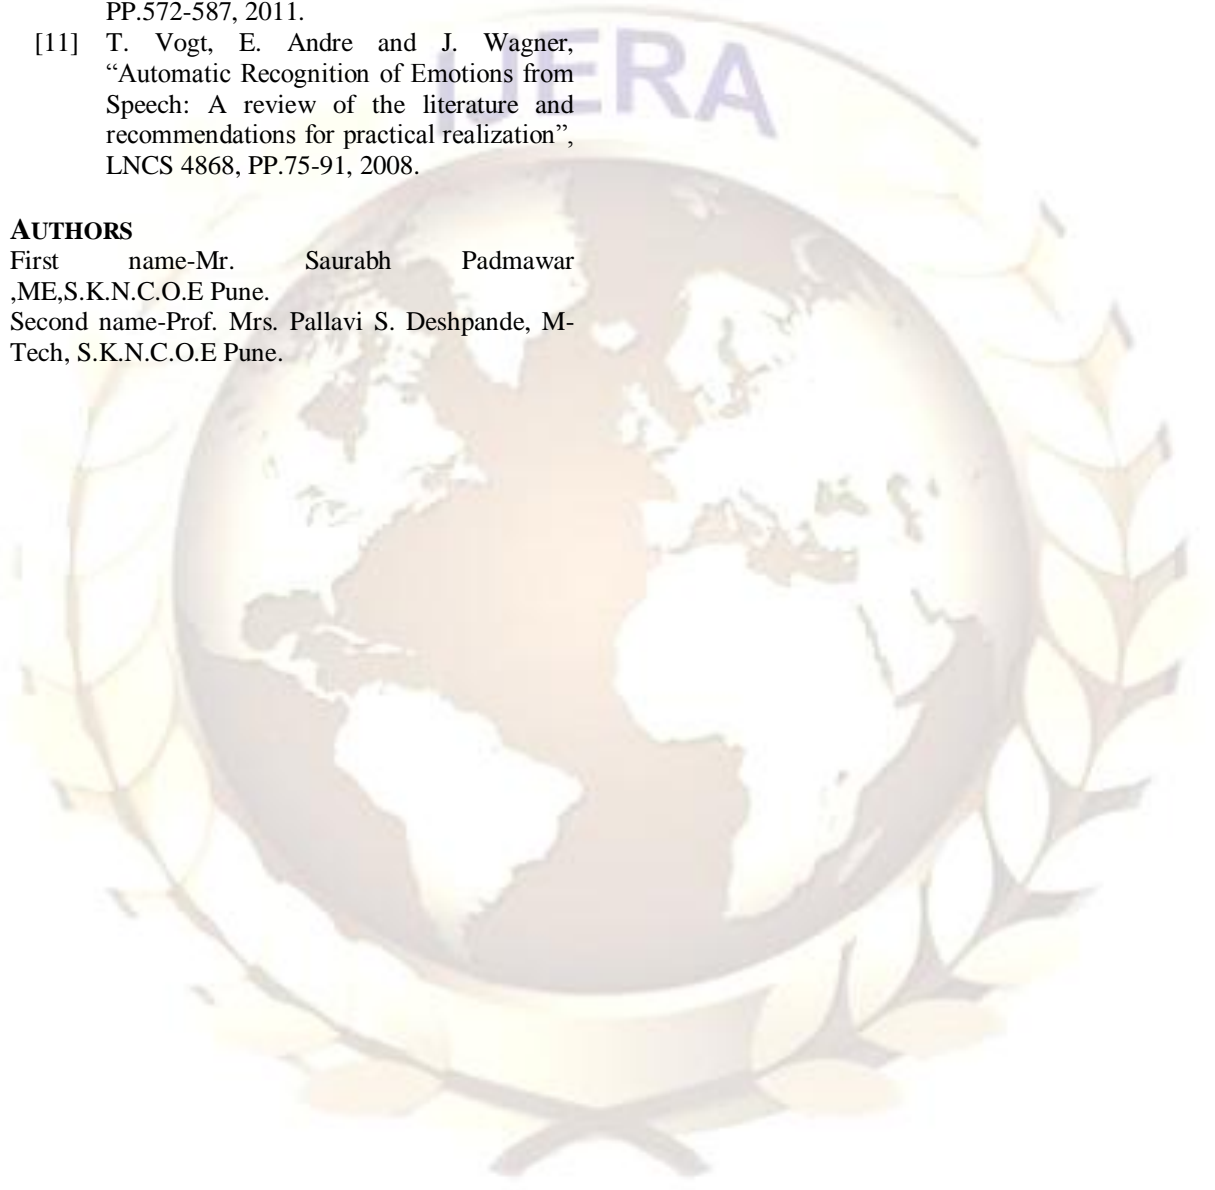 PP.572-587, 2011.
[11] T. Vogt, E. Andre and J. Wagner,
“Automatic Recognition of Emotions from
Speech: A review of the literature and
recommendations for practical realization”,
LNCS 4868, PP.75-91, 2008.
AUTHORS
First name-Mr. Saurabh Padmawar
,ME,S.K.N.C.O.E Pune.
Second name-Prof. Mrs. Pallavi S. Deshpande, M-
Tech, S.K.N.C.O.E Pune.
IJERA